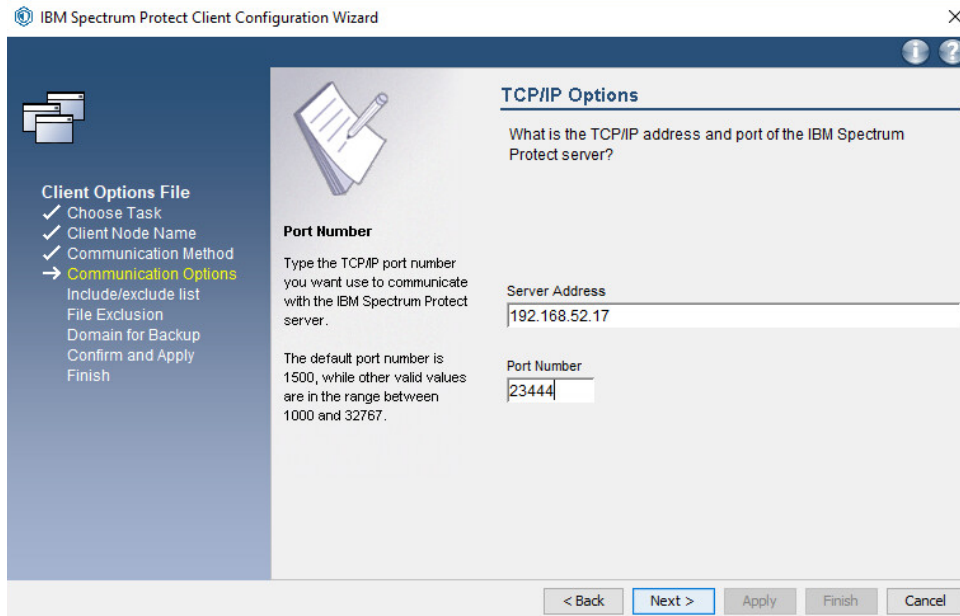 IBM Spectrum Protect Client Configuration Wizard
Client Options File
Choose Task
Client Node Name
Communication Method
Communication Options
Include/exclude list
File Exclusion
Domain for Backup
Confirm and Apply
Finish
Port Number
Type the TCP/IP port number
you want use to communicate
with the IBM Spectrum Protect
server.
The default port number is
1500, while other valid values
are in the range between
1000 and 32767.
TCP/IP Options
What is the TCP/IP address and port of the IBM Spectrum
Protect server?
Server Address
192.168.52.17
Port Number
23444
< Back
Next >
Apply
Finish
Cancel